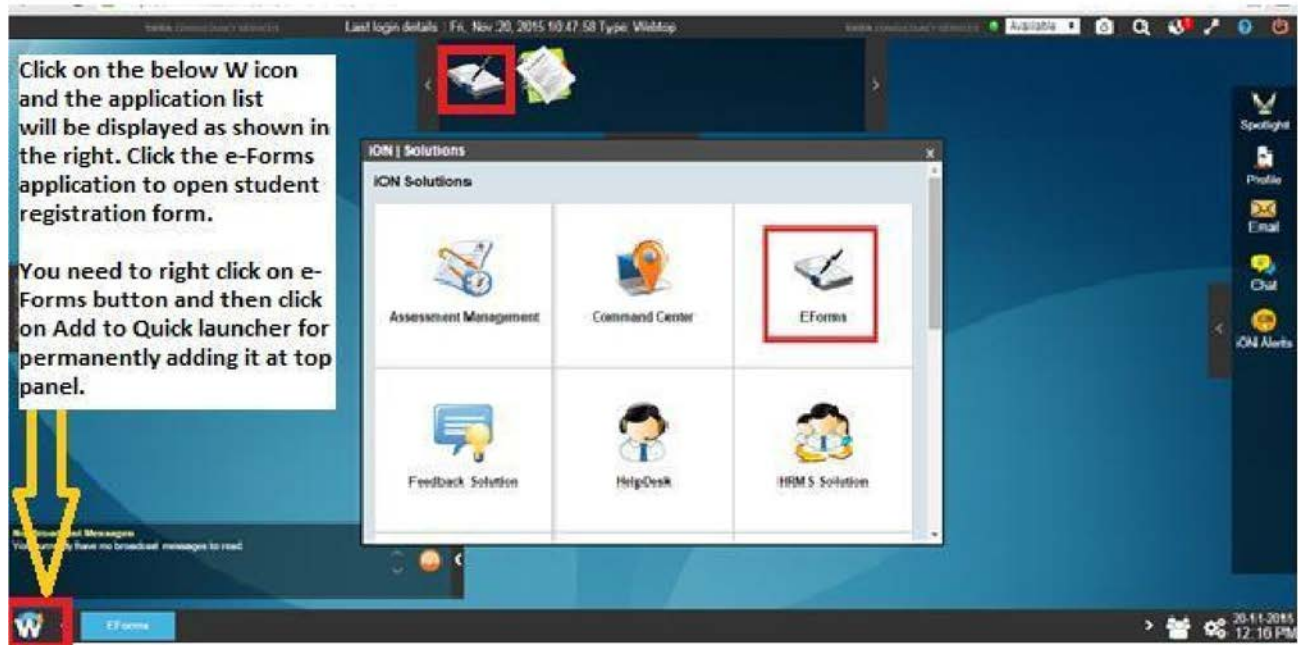 Last login details : Fri, Nov 20, 2015 10:47:58 Type: Webtop
Available
Click on the below W icon
and the application list
will be displayed as shown in
the right. Click the e-Forms
application to open student
registration form.
You need to right click on e-
Forms button and then click
on Add to Quick launcher for
permanently adding it at top
panel.
iON | Solutions
x
iON Solutions
Assessment Management
Command Center
EForms
Feedback Solution
HelpDesk
HRMS Solution
Spotlight
Profile
Email
Chat
iON Alerts
Broadcast Messages
currently have no broadcast messages to read
W
EForms
20-11-2015
12:16 PM